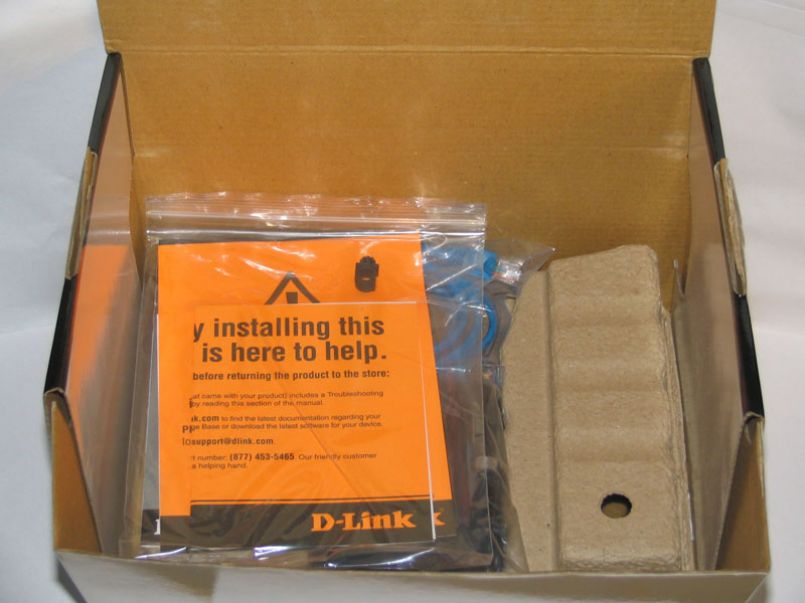 y installing this
is here to help.
before returning the product to the store:
at came with your product) includes a Troubleshooting
by reading this section of the manual.
k.com to find the latest documentation regarding your
e Base or download the latest software for your device.
support@dlink.com.
number: (877) 453-5465. Our friendly customer
a helping hand.
D-Link
K